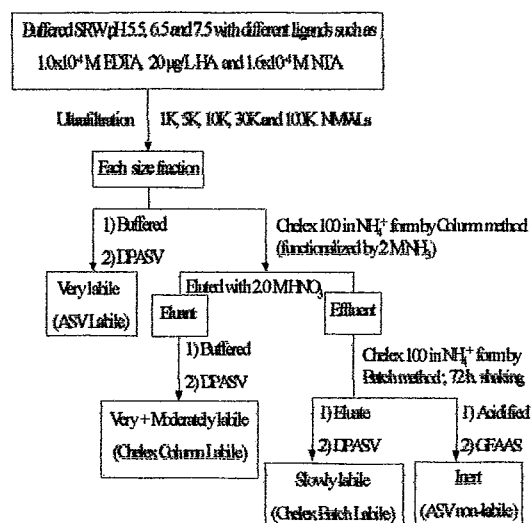 Buffered SRW pH 5.5, 6.5 and 7.5 with different ligands such as
1.0x10⁻⁴ M EDTA, 20 µg/L HA and 1.6x10⁻⁴ M NTA
Ultrafiltration 1K, 5K, 10K, 30K and 100K NMWLs
Each size fraction
1) Buffered
2) DPASV
Chelex 100 in NH₄⁺ form by Column method
(functionalized by 2 M NH₃)
Very labile
(ASV Labile)
Eluted with 2.0 M HNO₃
Eluant
Effluent
1) Buffered
2) DPASV
Chelex 100 in NH₄⁺ form by
Batch method; 72 h. shaking
Very + Moderately labile
(Chelex Column Labile)
1) Eluate
2) DPASV
1) Acidified
2) GFAAS
Slowly labile
(Chelex Batch Labile)
Inert
(ASV non-labile)